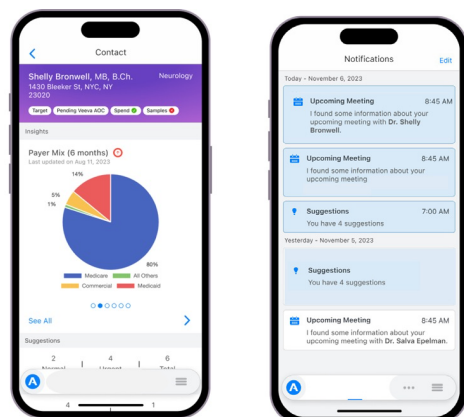 Contact
Shelly Bronwell, MB, B.Ch.
Neurology
1430 Bleeker St, NYC, NY
23020
Target
Pending Veeva AOC
Spend
Samples
Insights
Payer Mix (6 months)
Last updated on Aug 11, 2023
14%
5%
1%
80%
Medicare
All Others
Commercial
Medicaid
See All
Suggestions
2
4
6
Normal
Urgent
Total
4
1
Notifications
Edit
Today - November 6, 2023
Upcoming Meeting
8:45 AM
I found some information about your
upcoming meeting with Dr. Shelly
Bronwell.
Upcoming Meeting
8:45 AM
I found some information about your
upcoming meeting
Suggestions
7:00 AM
You have 4 suggestions
Yesterday - November 5, 2023
Suggestions
You have 4 suggestions
Upcoming Meeting
8:45 AM
I found some information about your
upcoming meeting with Dr. Salva Epelman.